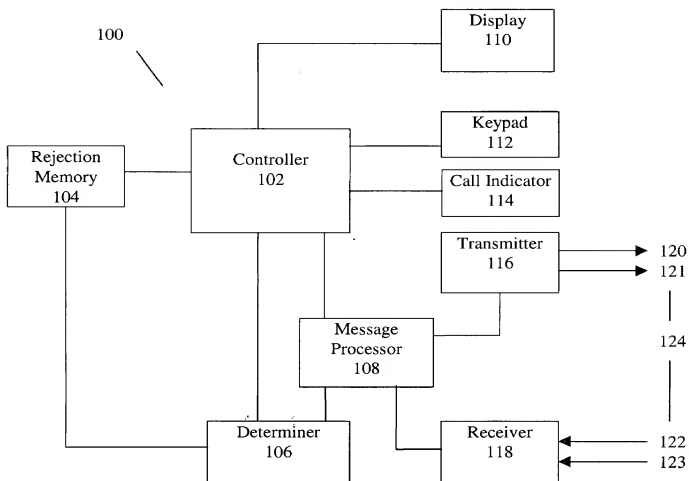 100
Display
110
Keypad
112
Rejection
Memory
104
Controller
102
Call Indicator
114
Transmitter
116
120
121
Message
Processor
108
124
Determiner
106
Receiver
118
122
123